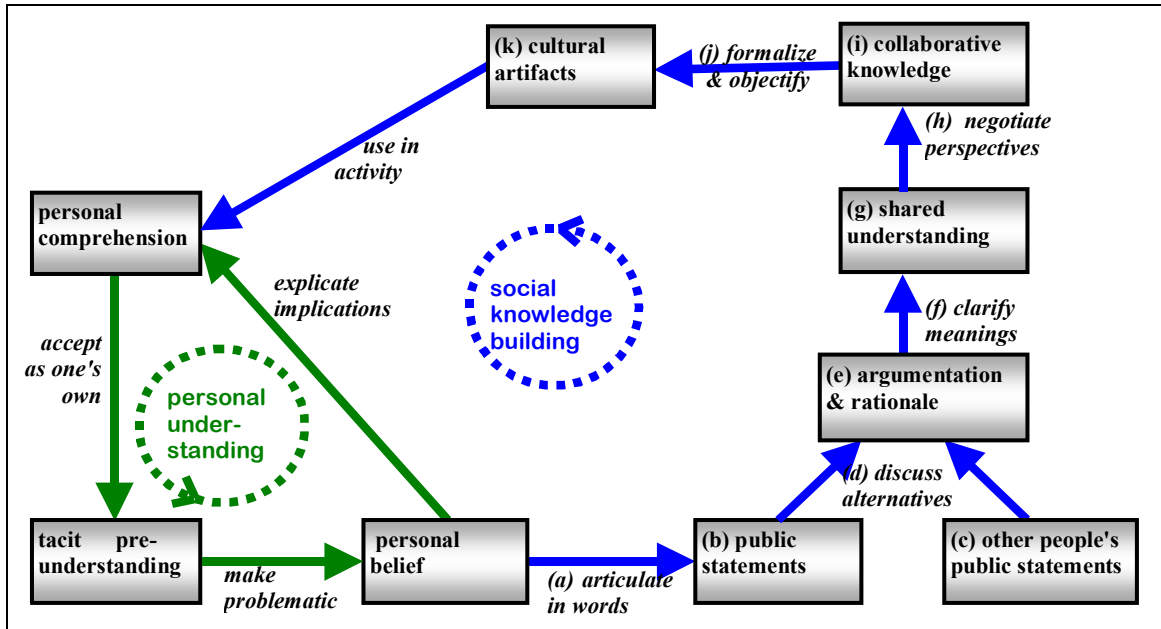 (k) cultural
artifacts
(j) formalize
& objectify
(i) collaborative
knowledge
(h) negotiate
perspectives
use in
activity
personal
comprehension
(g) shared
understanding
explicate
implications
social
knowledge
building
(f) clarify
meanings
accept
as one's
own
personal
under-
standing
(e) argumentation
& rationale
(d) discuss
alternatives
tacit pre-
understanding
make
problematic
personal
belief
(a) articulate
in words
(b) public
statements
(c) other people's
public statements